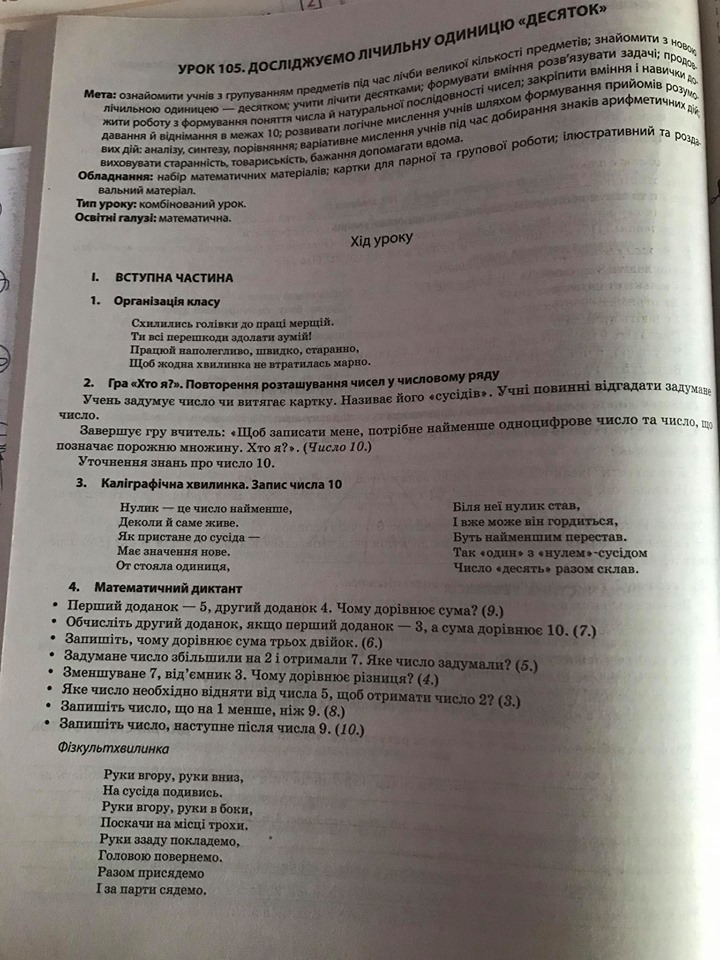 УРОК 105. ДОСЛІДЖУЄМО ЛІЧИЛЬНУ ОДИНИЦЮ «ДЕСЯТОК»
Мета: ознайомити учнів з групуванням предметів під час лічби великої кількості предметів; знайомити з новою
лічильною одиницею — десятком; учити лічити десятками; формувати вміння розв'язувати задачі; продов-
жити роботу з формування поняття числа й натуральної послідовності чисел; закріпити вміння і навички до-
давання й віднімання в межах 10; розвивати логічне мислення учнів шляхом формування прийомів розумо-
вих дій: аналізу, синтезу, порівняння; варіативне мислення учнів під час добирання знаків арифметичних дій;
виховувати старанність, товариськість, бажання допомагати вдома.
Обладнання: набір математичних матеріалів; картки для парної та групової роботи; ілюстративний та розда-
вальний матеріал.
Тип уроку: комбінований урок.
Освітні галузі: математична.
Хід уроку
I. ВСТУПНА ЧАСТИНА
1. Організація класу
Схилились голівки до праці мерщій.
Ти всі перешкоди здолати зумій!
Працюй наполегливо, швидко, старанно,
Щоб жодна хвилинка не втратилась марно.
2. Гра «Хто я?». Повторення розташування чисел у числовому ряду
Учень задумує число чи витягає картку. Називає його «сусідів». Учні повинні відгадати задумане
число.
Завершує гру вчитель: «Щоб записати мене, потрібне найменше одноцифрове число та число, що
позначає порожню множину. Хто я?». (Число 10.)
Уточнення знань про число 10.
3. Каліграфічна хвилинка. Запис числа 10
Нулик — це число найменше,
Деколи й саме живе.
Як пристане до сусіда —
Має значення нове.
От стояла одиниця,
Біля неї нулик став,
І вже може він гордиться,
Буть найменшим перестав.
Так «один» з «нулем»-сусідом
Число «десять» разом склав.
4. Математичний диктант
• Перший доданок — 5, другий доданок 4. Чому дорівнює сума? (9.)
• Обчисліть другий доданок, якщо перший доданок — 3, а сума дорівнює 10. (7.)
• Запишіть, чому дорівнює сума трьох двійок. (6.)
• Задумане число збільшили на 2 і отримали 7. Яке число задумали? (5.)
• Зменшуване 7, від'ємник 3. Чому дорівнює різниця? (4.)
• Яке число необхідно відняти від числа 5, щоб отримати число 2? (3.)
• Запишіть число, що на 1 менше, ніж 9. (8.)
• Запишіть число, наступне після числа 9. (10.)
Фізкультхвилинка
Руки вгору, руки вниз,
На сусіда подивись.
Руки вгору, руки в боки,
Поскачи на місці трохи.
Руки ззаду покладемо,
Головою повернемо.
Разом присядемо
І за парти сядемо.